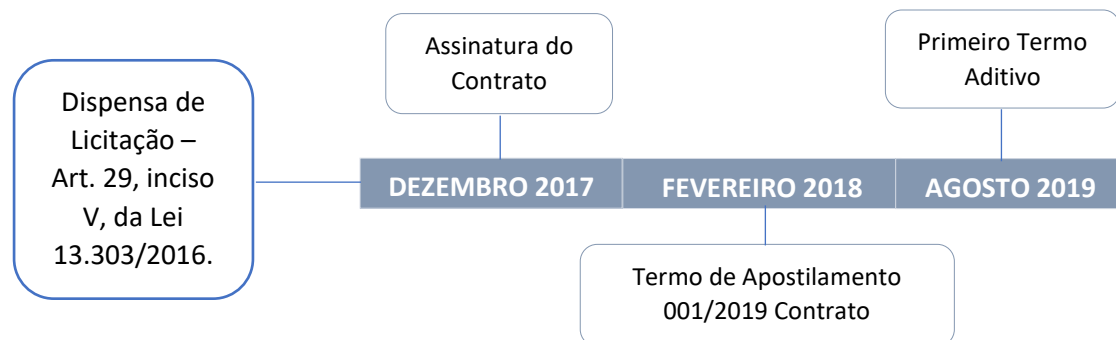 Dispensa de
Licitação –
Art. 29, inciso
V, da Lei
13.303/2016.
Assinatura do
Contrato
Primeiro Termo
Aditivo
DEZEMBRO 2017
FEVEREIRO 2018
AGOSTO 2019
Termo de Apostilamento
001/2019 Contrato